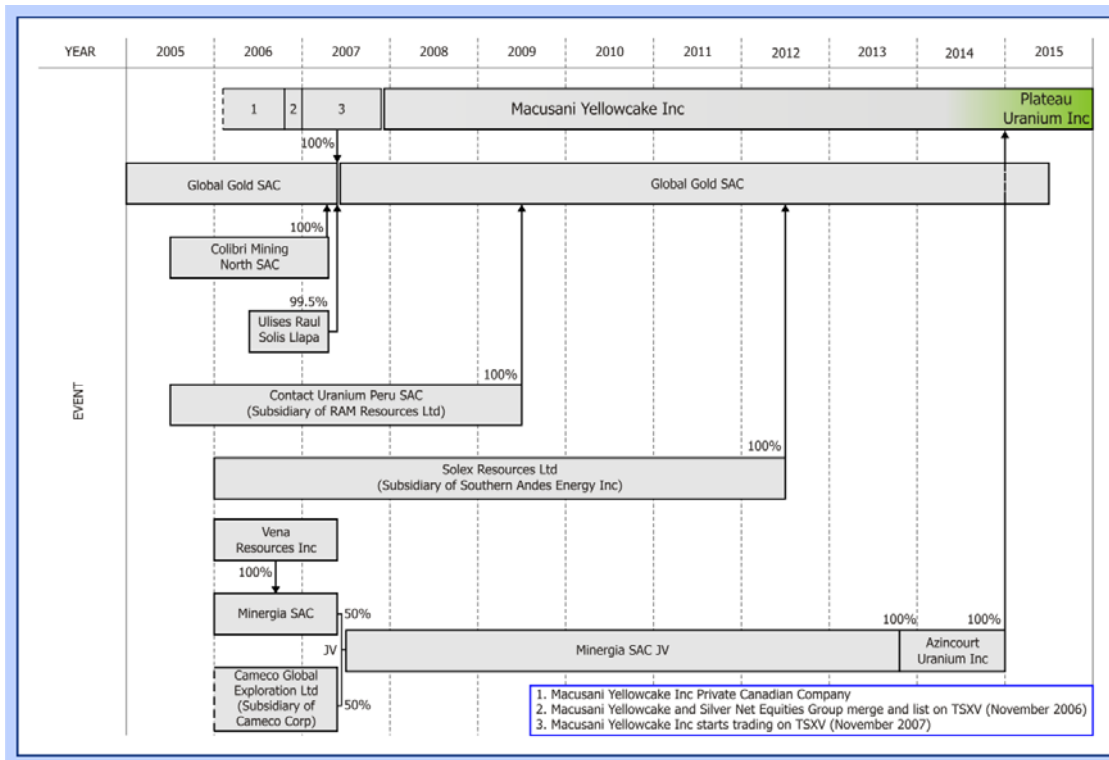 YEAR 2005 2006 2007 2008 2009 2010 2011 2012 2013 2014 2015
1 2 3 Macusani Yellowcake Inc
Plateau
Uranium Inc
100%
Global Gold SAC
Global Gold SAC
100%
Colibri Mining
North SAC
99.5%
Ulises Raul
Solis Llapa
EVENT
100%
Contact Uranium Peru SAC
(Subsidiary of RAM Resources Ltd)
100%
Solex Resources Ltd
(Subsidiary of Southern Andes Energy Inc)
Vena
Resources Inc
100%
Minergia SAC
50%
JV
Minergia SAC JV
100%
100%
Azincourt
Uranium Inc
Cameco Global
Exploration Ltd
(Subsidiary of
Cameco Corp)
50%
1. Macusani Yellowcake Inc Private Canadian Company
2. Macusani Yellowcake and Silver Net Equities Group merge and list on TSXV (November 2006)
3. Macusani Yellowcake Inc starts trading on TSXV (November 2007)